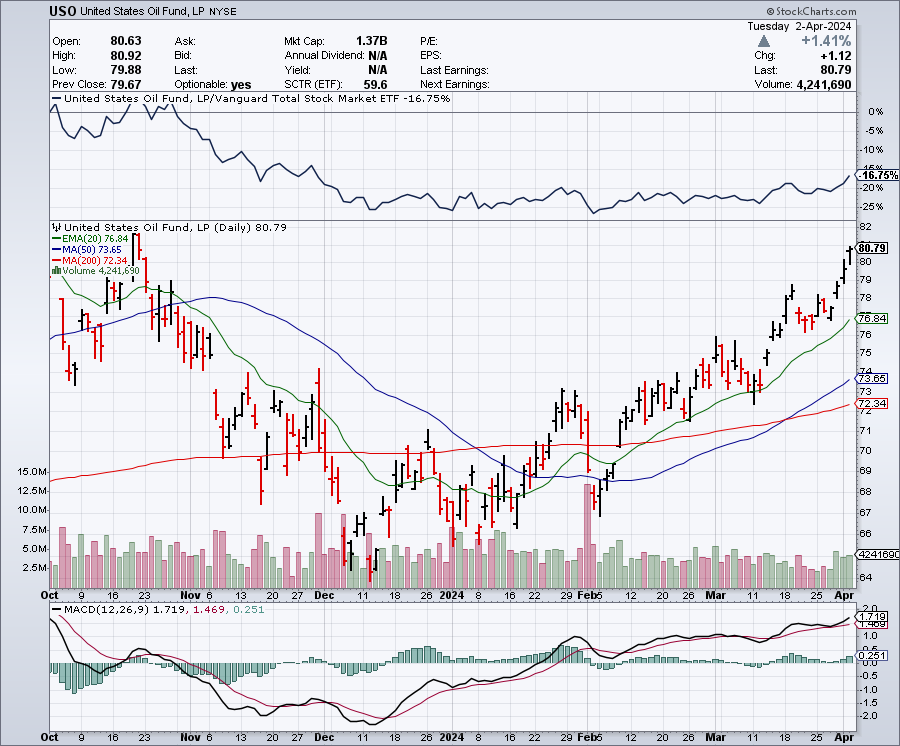 USO United States Oil Fund, LP NYSE
© StockCharts.com
Tuesday 2-Apr-2024
Open: 80.63 Ask: Mkt Cap: 1.37B P/E: +1.41%
High: 80.92 Bid: Annual Dividend: N/A EPS: Chg: +1.12
Low: 79.88 Last: Yield: N/A Last Earnings: Last: 80.79
Prev Close: 79.67 Optionable: yes SCTR (ETF): 59.6 Next Earnings: Volume: 4,241,690
United States Oil Fund, LP/Vanguard Total Stock Market ETF -16.75%
0%
-5%
-10%
-15%
-16.75%
-20%
-25%
United States Oil Fund, LP (Daily) 80.79
EMA(20) 76.84
MA(50) 73.65
MA(200) 72.34
Volume 4,241,690
82
80.79
80
79
78
77
76.84
76
75
74
73.65
73
72.34
72
71
70
69
68
67
66
4241690
64
15.0M
12.5M
10.0M
7.5M
5.0M
2.5M
Oct 9 16 23 Nov 6 13 20 27 Dec 11 18 26 2024 8 16 22 29 Feb 5 12 20 26 Mar 11 18 25 Apr
MACD(12,26,9) 1.719, 1.469, 0.251
2.0
1.719
1.469
1.0
0.5
0.251
0.0
-0.5
-1.0
-1.5
-2.0
Oct 9 16 23 Nov 6 13 20 27 Dec 11 18 26 2024 8 16 22 29 Feb 5 12 20 26 Mar 11 18 25 Apr